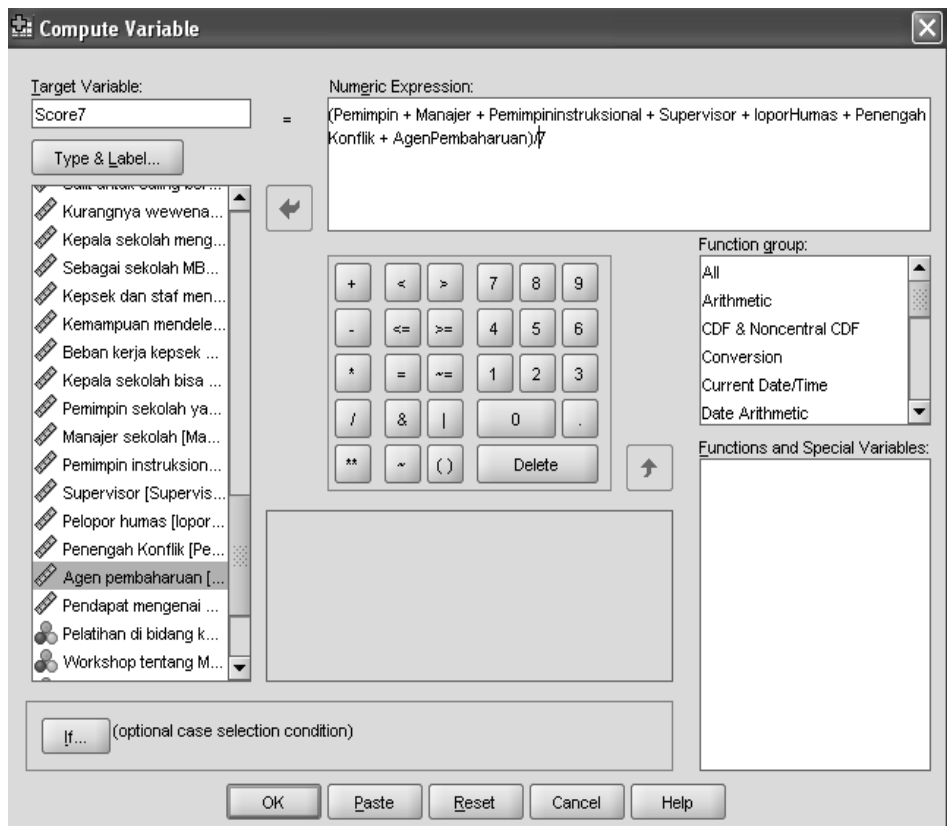 Compute Variable
Target Variable:
Score7
=
Type & Label...
Numeric Expression:
(Pemimpin + Manajer + Pemimpininstruksional + Supervisor + loporHumas + Penengah
Konflik + AgenPembaharuan)/7
Kurangnya wewena...
Kepala sekolah meng...
Sebagai sekolah MB...
Kepsek dan staf men...
Kemampuan mendele...
Beban kerja kepsek ...
Kepala sekolah bisa ...
Pemimpin sekolah ya...
Manajer sekolah [Ma...
Pemimpin instruksion...
Supervisor [Supervis...
Pelopor humas [lopor...
Penengah Konflik [Pe...
Agen pembaharuan [...
Pendapat mengenai ...
Pelatihan di bidang k...
Workshop tentang M...
+ < > 7 8 9
- <= >= 4 5 6
* = ~= 1 2 3
/ & | 0 .
** ~ ( ) Delete
Function group:
All
Arithmetic
CDF & Noncentral CDF
Conversion
Current Date/Time
Date Arithmetic
Functions and Special Variables:
If... (optional case selection condition)
OK Paste Reset Cancel Help